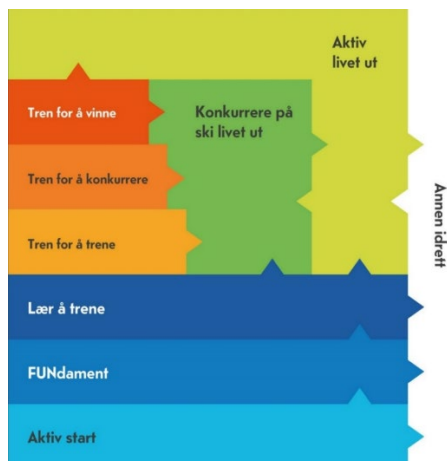 Aktiv
livet ut
Tren for å vinne
Konkurrere på
ski livet ut
Tren for å konkurrere
Tren for å trene
Annen idrett
Lær å trene
FUNdament
Aktiv start